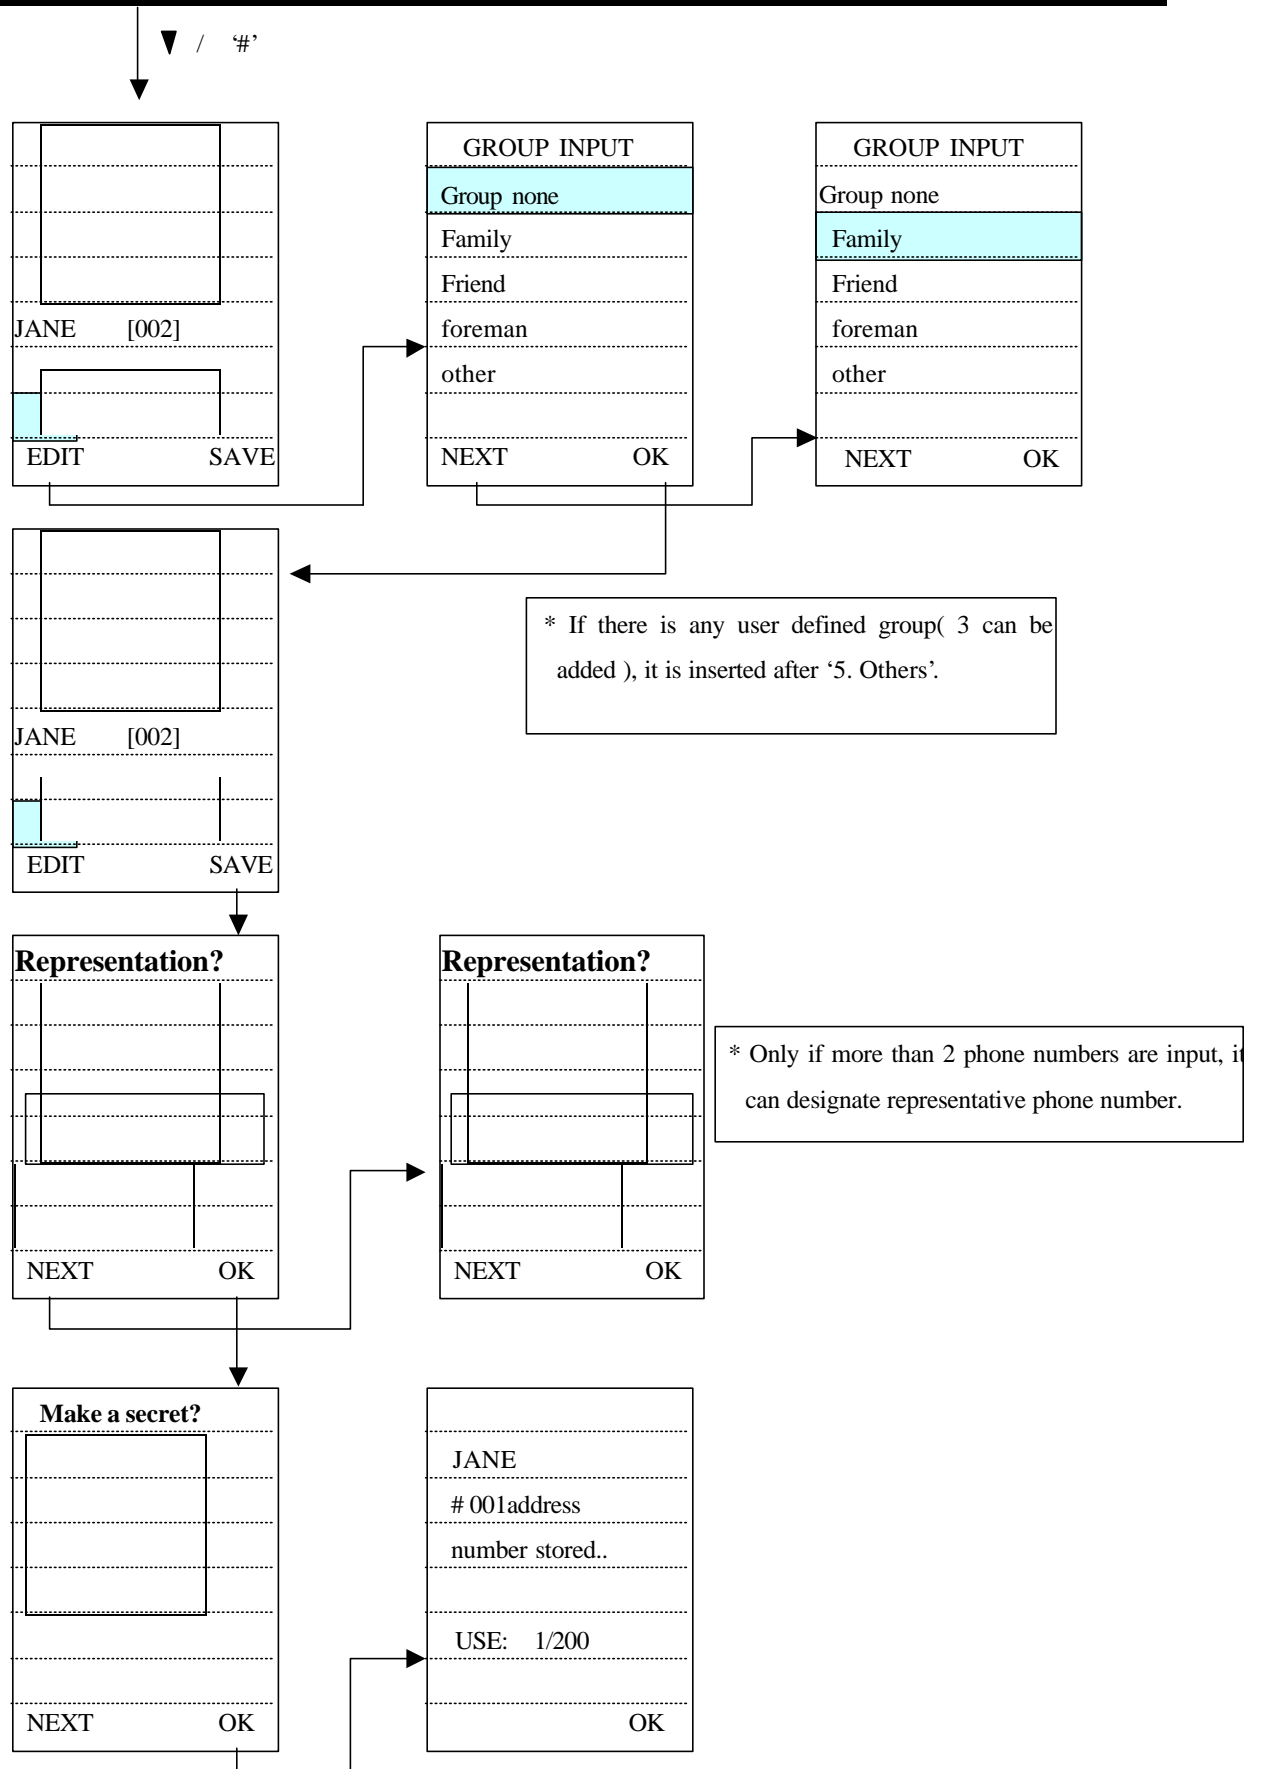 ▼ / ‘#’
JANE [002]
EDIT SAVE
GROUP INPUT
Group none
Family
Friend
foreman
other
NEXT OK
GROUP INPUT
Group none
Family
Friend
foreman
other
NEXT OK
JANE [002]
EDIT SAVE
* If there is any user defined group( 3 can be
added ), it is inserted after ‘5. Others’.
Representation?
NEXT OK
Representation?
NEXT OK
* Only if more than 2 phone numbers are input, it
can designate representative phone number.
Make a secret?
NEXT OK
JANE
# 001address
number stored..
USE: 1/200
OK